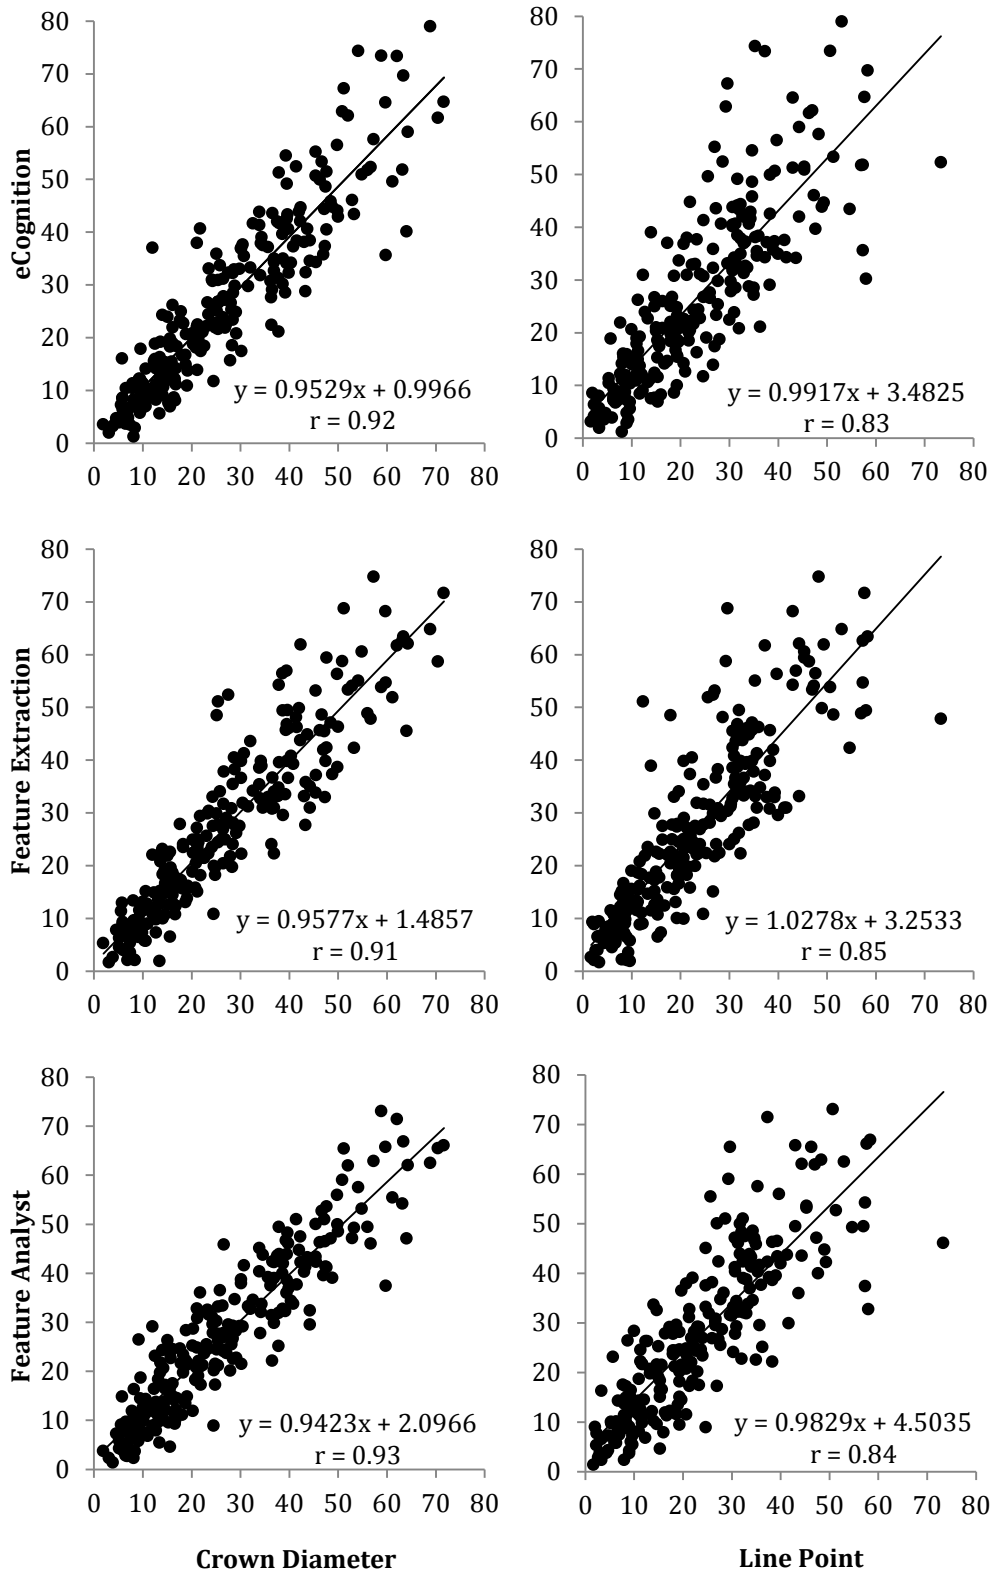 80
70
60
50
40
30
20
10
0
eCognition
y = 0.9529x + 0.9966
r = 0.92
0 10 20 30 40 50 60 70 80
80
70
60
50
40
30
20
10
0
y = 0.9917x + 3.4825
r = 0.83
0 10 20 30 40 50 60 70 80
80
70
60
50
40
30
20
10
0
Feature Extraction
y = 0.9577x + 1.4857
r = 0.91
0 10 20 30 40 50 60 70 80
80
70
60
50
40
30
20
10
0
y = 1.0278x + 3.2533
r = 0.85
0 10 20 30 40 50 60 70 80
80
70
60
50
40
30
20
10
0
Feature Analyst
y = 0.9423x + 2.0966
r = 0.93
0 10 20 30 40 50 60 70 80
Crown Diameter
80
70
60
50
40
30
20
10
0
y = 0.9829x + 4.5035
r = 0.84
0 10 20 30 40 50 60 70 80
Line Point